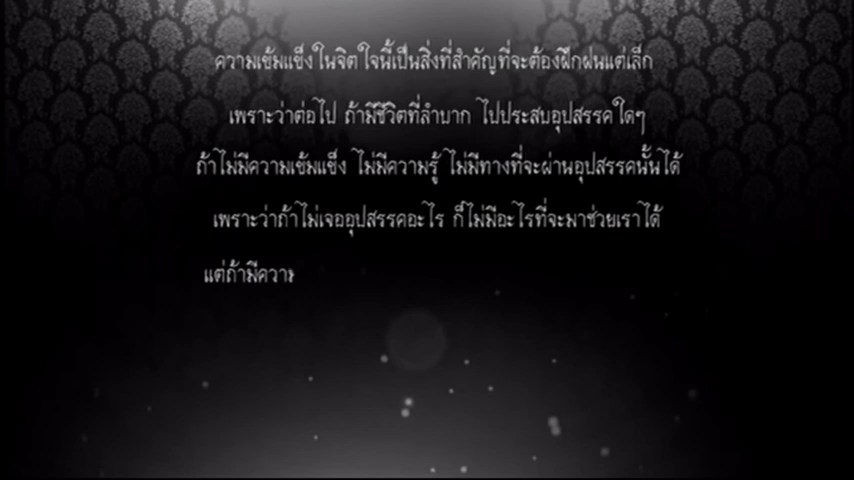 ความเข้มแข็งในจิตใจนี้เป็นสิ่งที่สำคัญที่จะต้องฝึกฝนแต่เล็ก
เพราะว่าต่อไป ถ้ามีชีวิตที่ลำบาก ไปประสบอุปสรรคใดๆ
ถ้าไม่มีความเข้มแข็ง ไม่มีความรู้ ไม่มีทางที่จะผ่านอุปสรรคนั้นได้
เพราะว่าถ้าไม่เจออุปสรรคอะไร ก็ไม่มีอะไรที่จะมาช่วยเราได้
แต่ถ้ามีความ